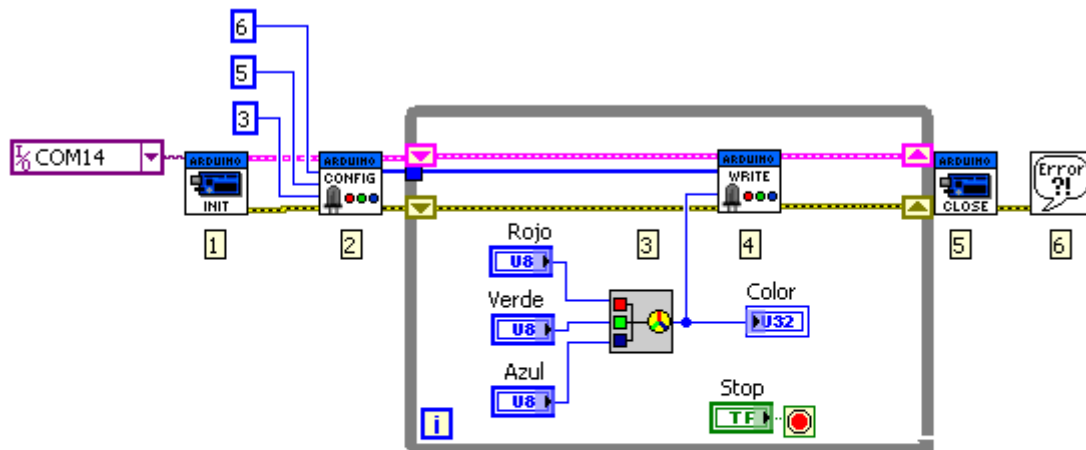 6
5
3
I/O COM14
ARDUINO
INIT
ARDUINO
CONFIG
ARDUINO
WRITE
ARDUINO
CLOSE
Error
?!
1
2
3
4
5
6
Rojo
U8
Verde
U8
Azul
U8
Color
U32
Stop
TF
i